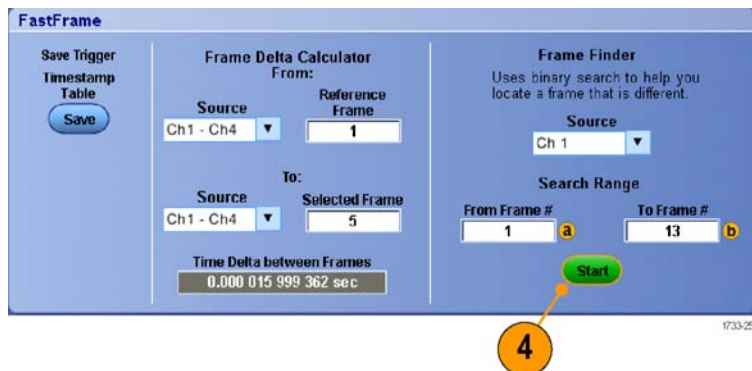 FastFrame
Save Trigger
Timestamp
Table
Save
Frame Delta Calculator
From:
Source
Reference
Frame
Ch1 - Ch4
1
To:
Source
Selected Frame
Ch1 - Ch4
5
Time Delta between Frames
0.000 015 999 362 sec
Frame Finder
Uses binary search to help you
locate a frame that is different.
Source
Ch 1
Search Range
From Frame #
To Frame #
1
a
13
b
Start
4
1733-25